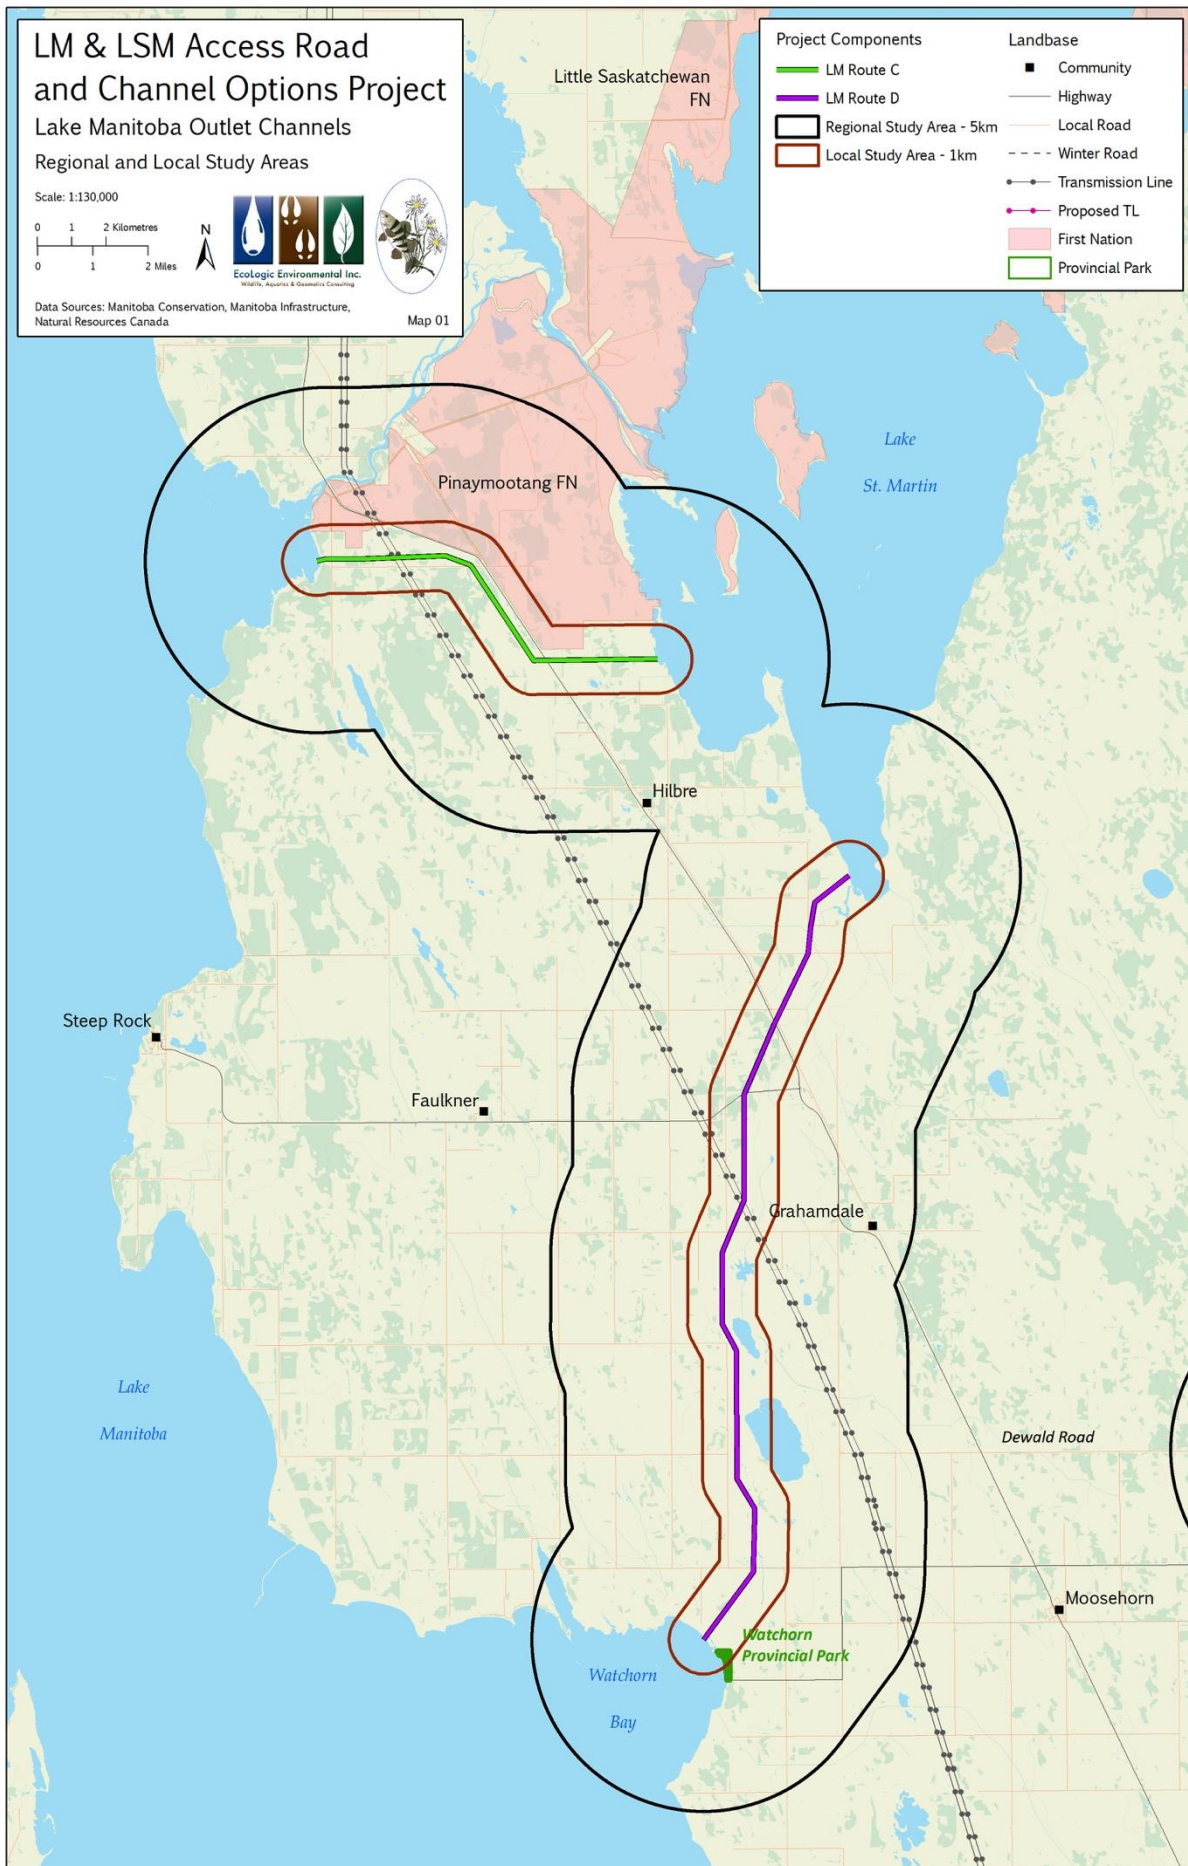 LM & LSM Access Road
and Channel Options Project
Lake Manitoba Outlet Channels
Regional and Local Study Areas
Scale: 1:130,000
0 1 2 Kilometres
0 1 2 Miles
N
EcoLogic Environmental Inc.
Wildlife, Aquatics & Geomatics Consulting
Data Sources: Manitoba Conservation, Manitoba Infrastructure,
Natural Resources Canada
Map 01
Project Components
LM Route C
LM Route D
Regional Study Area - 5km
Local Study Area - 1km
Landbase
Community
Highway
Local Road
Winter Road
Transmission Line
Proposed TL
First Nation
Provincial Park
Little Saskatchewan
FN
Lake
St. Martin
Pinaymootang FN
Hilbre
Steep Rock
Faulkner
Grahamdale
Lake
Manitoba
Dewald Road
Moosehorn
Watchorn
Provincial Park
Watchorn
Bay